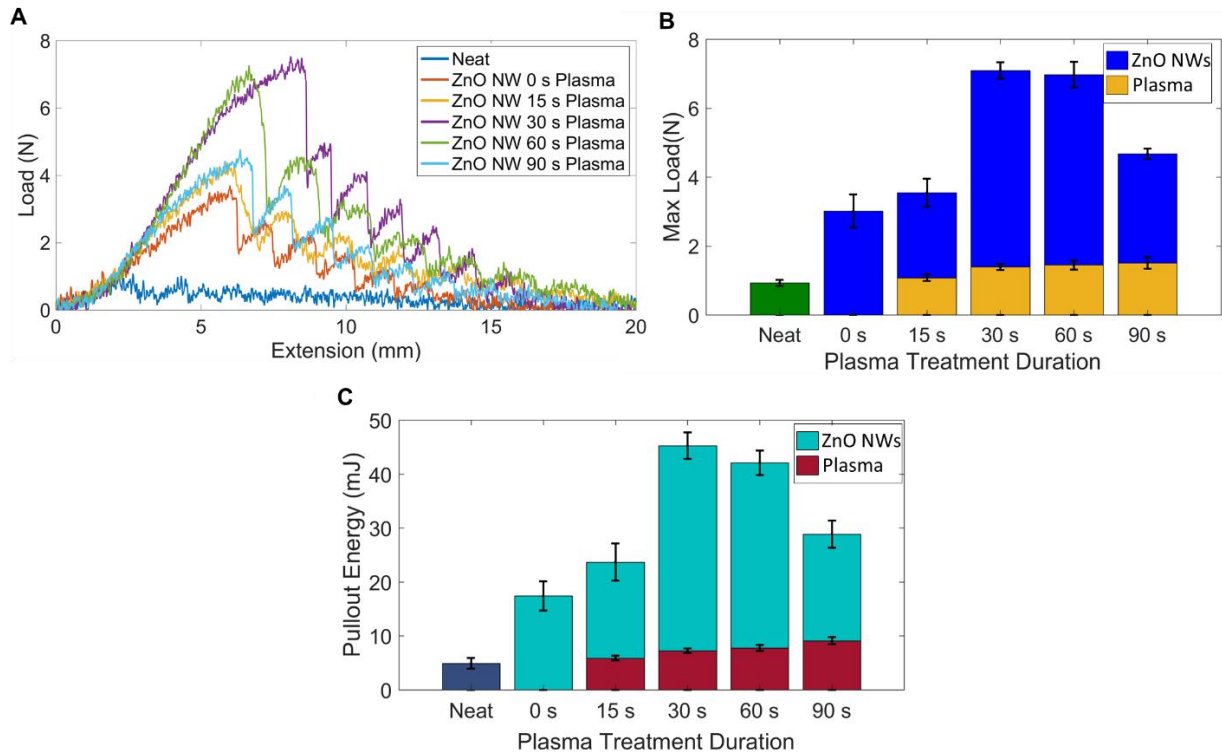 A
Load (N)
8
6
4
2
0
0 5 10 15 20
Extension (mm)
Neat
ZnO NW 0 s Plasma
ZnO NW 15 s Plasma
ZnO NW 30 s Plasma
ZnO NW 60 s Plasma
ZnO NW 90 s Plasma
B
Max Load(N)
8
6
4
2
0
Neat 0 s 15 s 30 s 60 s 90 s
Plasma Treatment Duration
ZnO NWs
Plasma
C
Pullout Energy (mJ)
50
40
30
20
10
0
Neat 0 s 15 s 30 s 60 s 90 s
Plasma Treatment Duration
ZnO NWs
Plasma